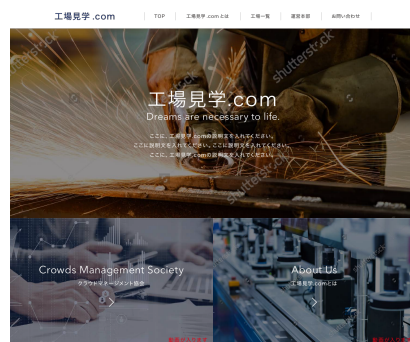 工場見学.com
TOP 工場見学.comとは 工場一覧 運営本部 お問い合わせ
shutterstock
shutterstock
工場見学.com
Dreams are necessary to life.
ここに、工場見学.comの説明文を入れてください。
ここに説明文を入れてください。ここに説明文を入れてください。
ここに、工場見学.comの説明文を入れてください。
shutterstock
Crowds Management Society
クラウドマネージメント協会
About Us
工場見学.comとは